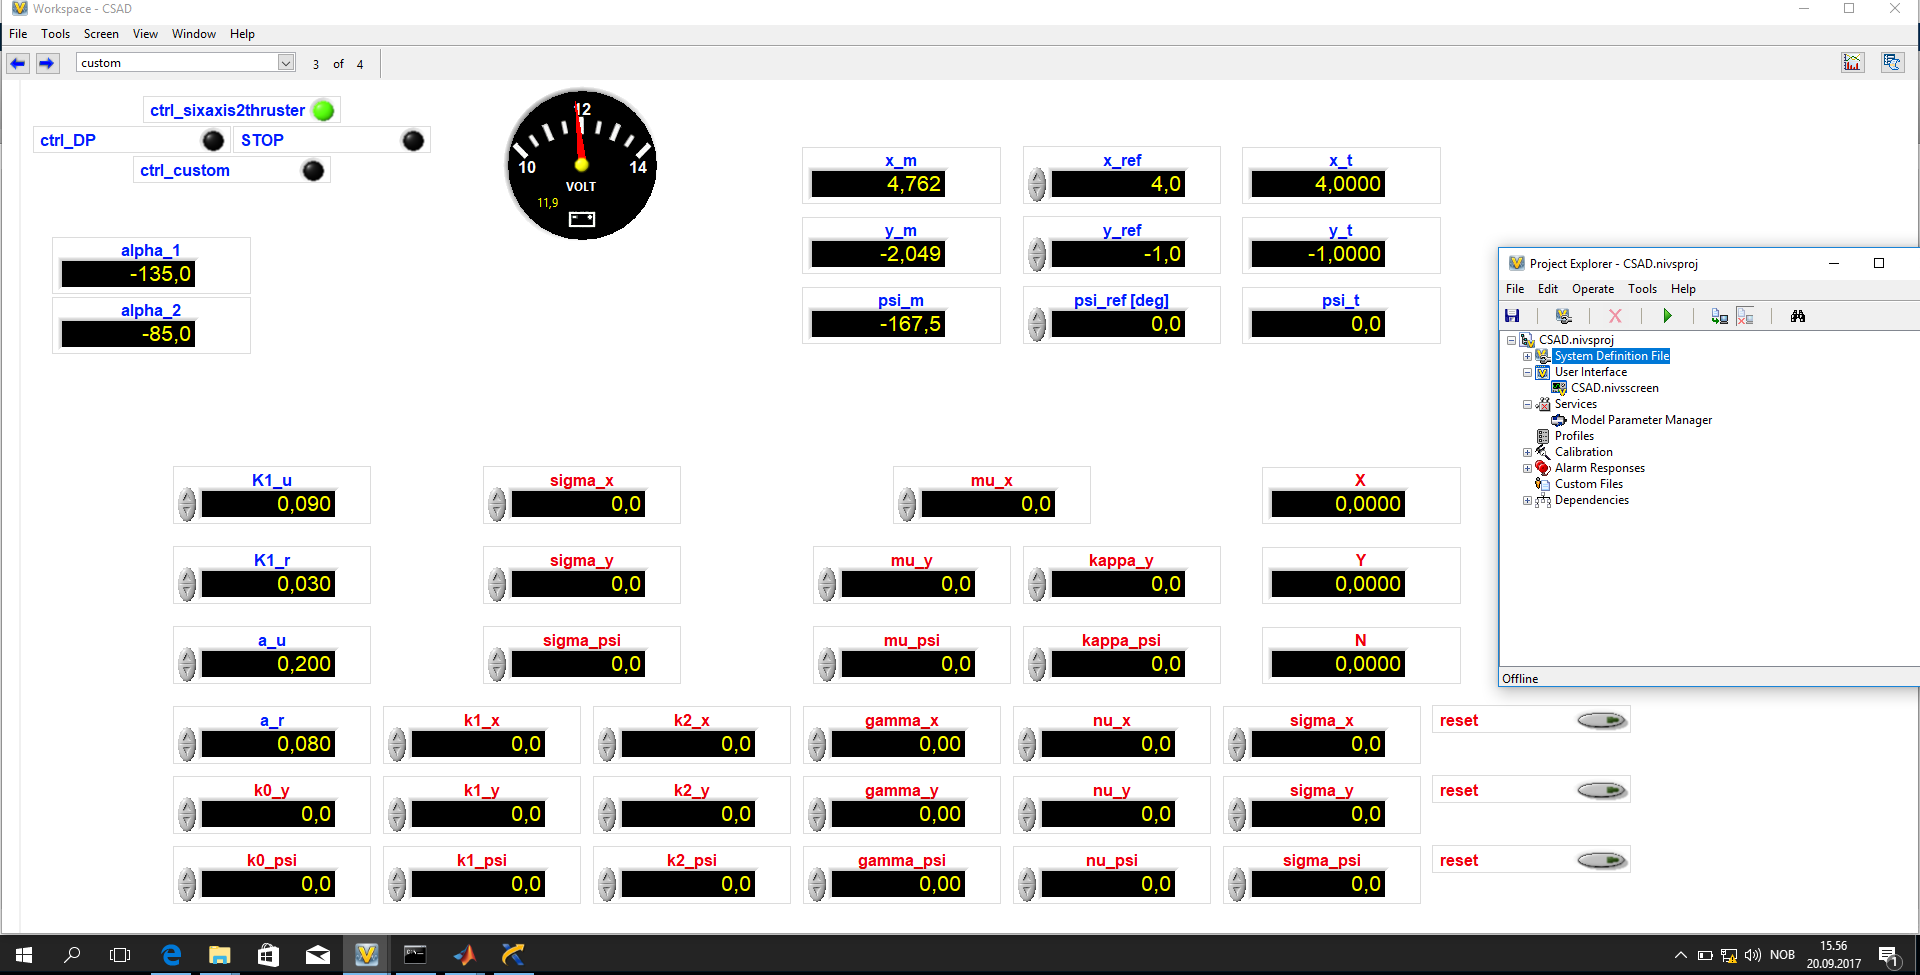 Workspace - CSAD
File Tools Screen View Window Help
custom 3 of 4
ctrl_sixaxis2thruster
ctrl_DP STOP
ctrl_custom
12
10 14
VOLT
11,9
alpha_1
-135,0
alpha_2
-85,0
x_m x_ref x_t
4,762 4,0 4,0000
y_m y_ref y_t
-2,049 -1,0 -1,0000
psi_m psi_ref [deg] psi_t
-167,5 0,0 0,0
Project Explorer - CSAD.nivsproj
File Edit Operate Tools Help
CSAD.nivsproj
System Definition File
User Interface
CSAD.nivsscreen
Services
Model Parameter Manager
Profiles
Calibration
Alarm Responses
Custom Files
Dependencies
Offline
K1_u sigma_x mu_x X
0,090 0,0 0,0 0,0000
K1_r sigma_y mu_y kappa_y Y
0,030 0,0 0,0 0,0 0,0000
a_u sigma_psi mu_psi kappa_psi N
0,200 0,0 0,0 0,0 0,0000
a_r k1_x k2_x gamma_x nu_x sigma_x reset
0,080 0,0 0,0 0,00 0,0 0,0
k0_y k1_y k2_y gamma_y nu_y sigma_y reset
0,0 0,0 0,0 0,00 0,0 0,0
k0_psi k1_psi k2_psi gamma_psi nu_psi sigma_psi reset
0,0 0,0 0,0 0,00 0,0 0,0
NOB 15.56
20.09.2017
1